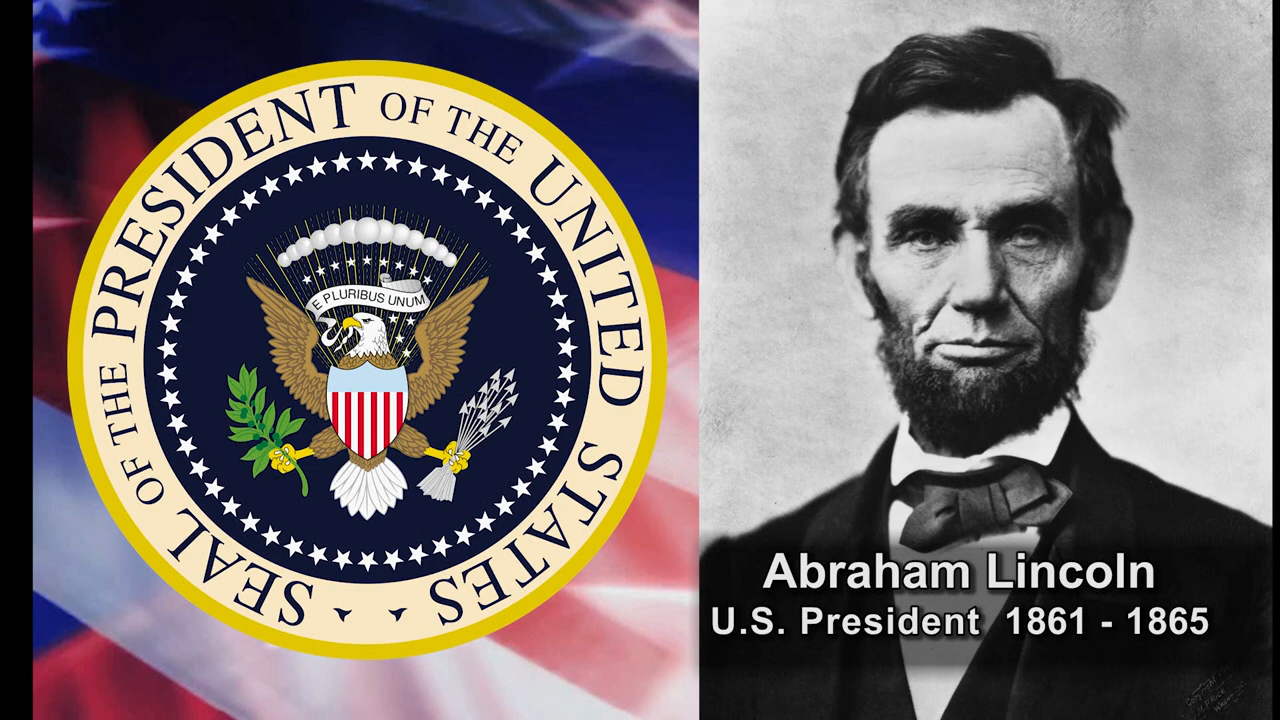 SEAL OF THE PRESIDENT OF THE UNITED STATES
E PLURIBUS UNUM
Abraham Lincoln
U.S. President 1861 - 1865